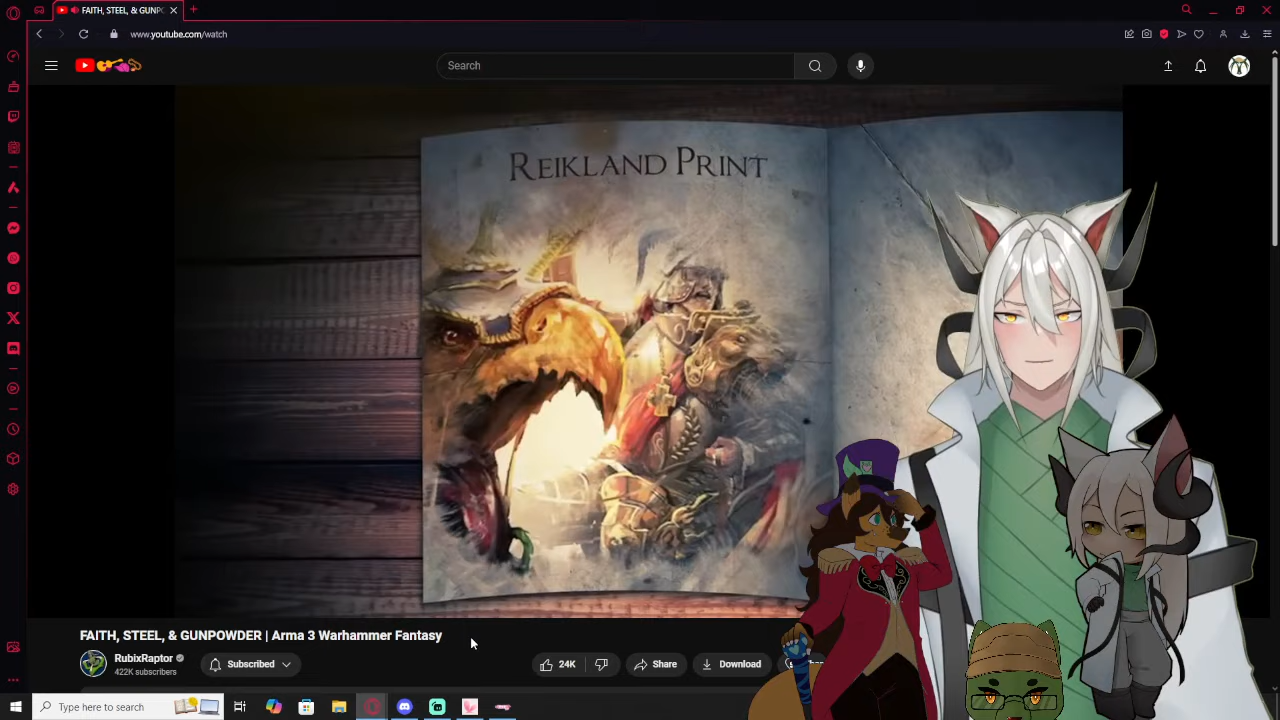 FAITH, STEEL, & GUNPO
www.youtube.com/watch
Search
REIKLAND PRINT
FAITH, STEEL, & GUNPOWDER | Arma 3 Warhammer Fantasy
RubixRaptor
422K subscribers
Subscribed
24K
Share
Download
Type here to search